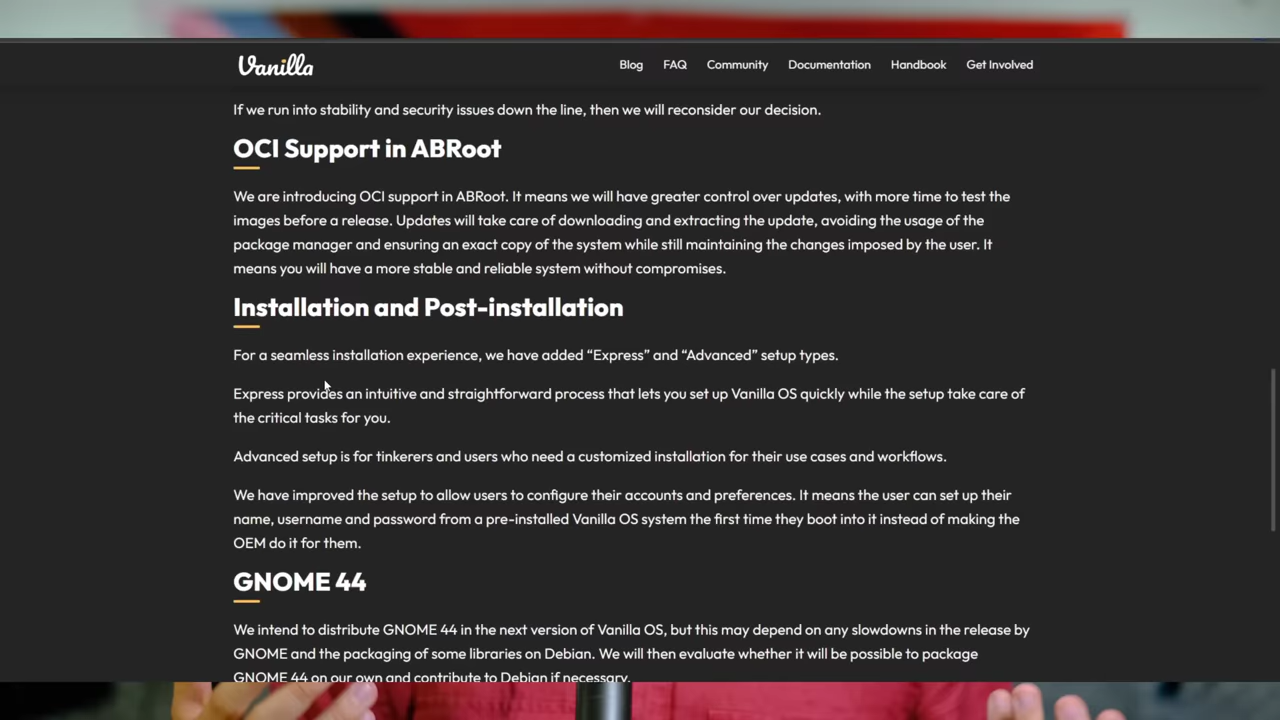 Vanilla
Blog FAQ Community Documentation Handbook Get Involved
If we run into stability and security issues down the line, then we will reconsider our decision.
OCI Support in ABRoot
We are introducing OCI support in ABRoot. It means we will have greater control over updates, with more time to test the
images before a release. Updates will take care of downloading and extracting the update, avoiding the usage of the
package manager and ensuring an exact copy of the system while still maintaining the changes imposed by the user. It
means you will have a more stable and reliable system without compromises.
Installation and Post-installation
For a seamless installation experience, we have added “Express” and “Advanced” setup types.
Express provides an intuitive and straightforward process that lets you set up Vanilla OS quickly while the setup take care of
the critical tasks for you.
Advanced setup is for tinkerers and users who need a customized installation for their use cases and workflows.
We have improved the setup to allow users to configure their accounts and preferences. It means the user can set up their
name, username and password from a pre-installed Vanilla OS system the first time they boot into it instead of making the
OEM do it for them.
GNOME 44
We intend to distribute GNOME 44 in the next version of Vanilla OS, but this may depend on any slowdowns in the release by
GNOME and the packaging of some libraries on Debian. We will then evaluate whether it will be possible to package
GNOME 44 on our own and contribute to Debian if necessary.